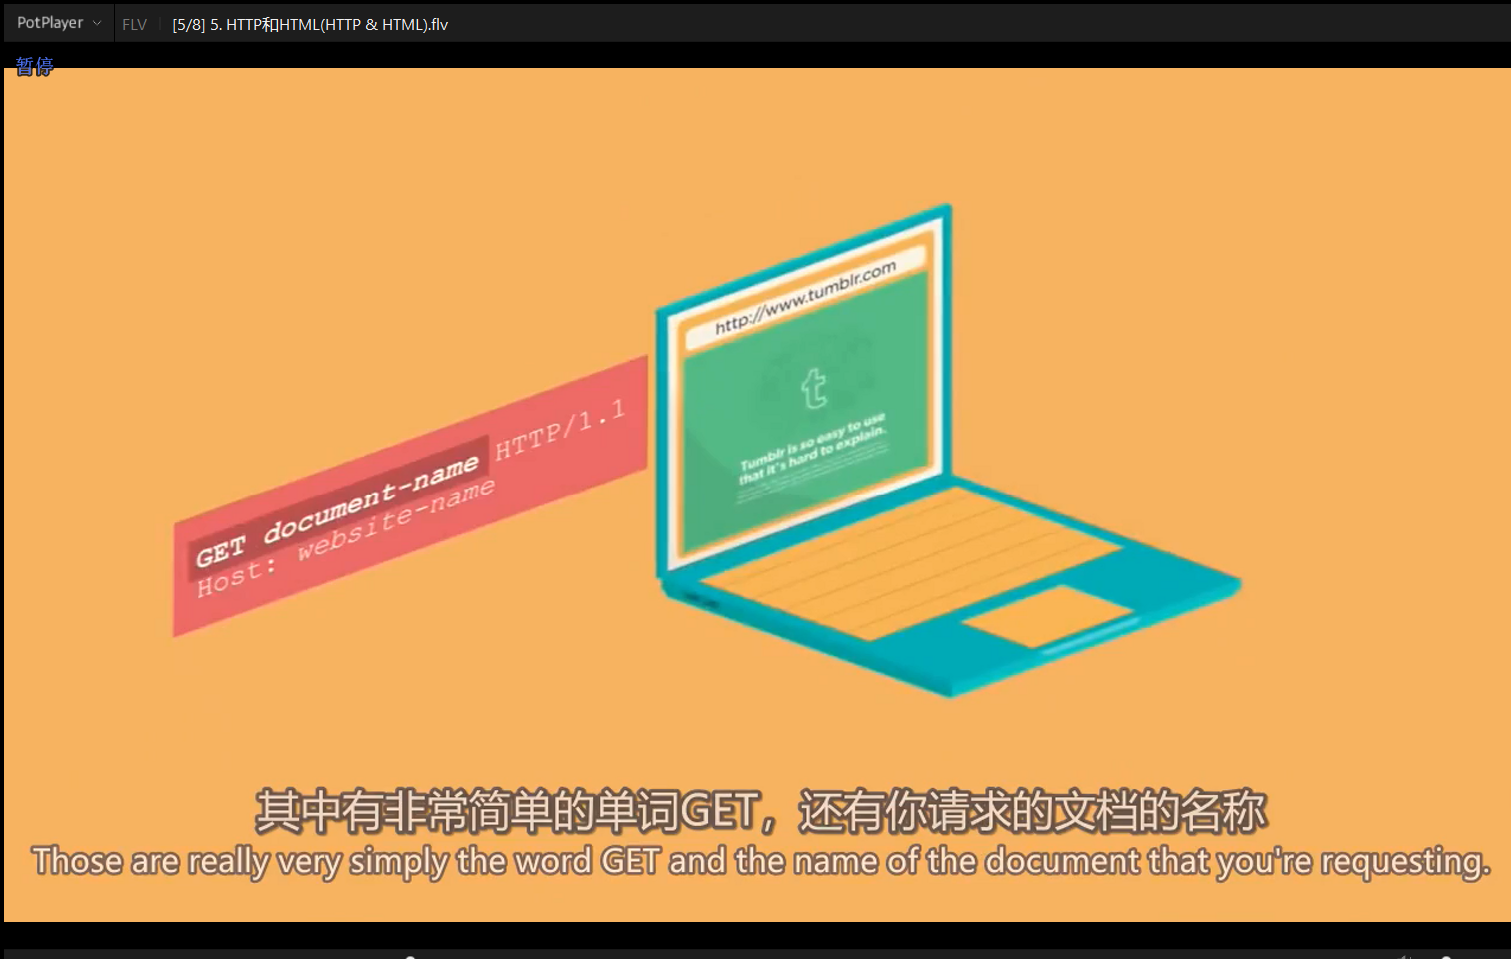 PotPlayer
FLV
[5/8] 5. HTTP和HTML(HTTP & HTML).flv
暂停
http://www.tumblr.com
t
Tumblr is so easy to use
that it's hard to explain.
GET document-name HTTP/1.1
Host: website-name
其中有非常简单的单词GET，还有你请求的文档的名称
Those are really very simply the word GET and the name of the document that you're requesting.